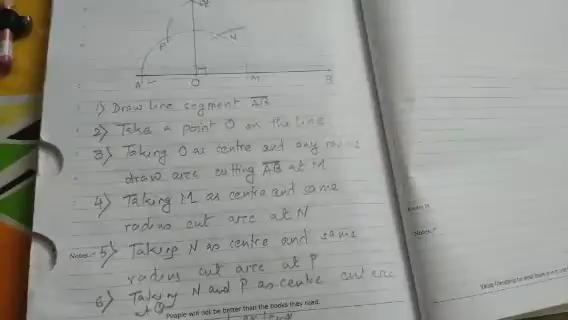 P
N
A
O
M
B
1) Draw line segment AB
2) Take a point O on the line
3) Taking O as centre and any radius
draw arc cutting AB at M
4) Taking M as centre and same
radius cut arc at N
Notes:
5) Taking N as centre and same
radius cut arc at P
6) Taking N and P as centre cut arc
at Q
People will not be better than the books they read.
Notes: